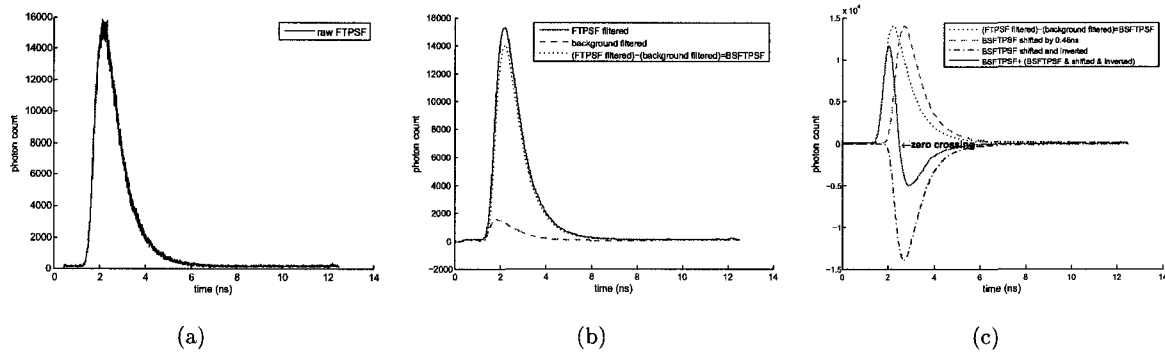 16000
14000
12000
10000
8000
6000
4000
2000
0
photon count
raw FTPSF
0 2 4 6 8 10 12 14
time (ns)
(a)
18000
16000
14000
12000
10000
8000
6000
4000
2000
0
−2000
photon count
FTPSF filtered
background filtered
(FTPSF filtered)−(background filtered)=BSFTPSF
0 2 4 6 8 10 12 14
time (ns)
(b)
x 10⁴
1.5
1
0.5
0
−0.5
−1
−1.5
photon count
(FTPSF filtered)−(background filtered)=BSFTPSF
BSFTPSF shifted by 0.48ns
BSFTPSF shifted and inverted
BSFTPSF+ (BSFTPSF & shifted & inverted)
←zero crossing
0 2 4 6 8 10 12 14
time (ns)
(c)